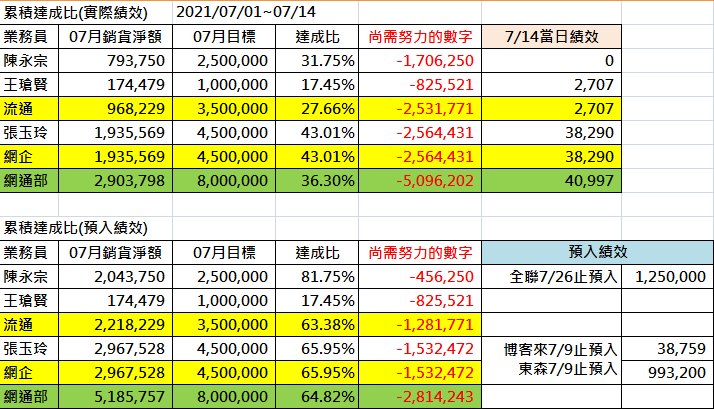 累積達成比(實際績效) 2021/07/01~07/14
業務員 07月銷貨淨額 07月目標 達成比 尚需努力的數字 7/14當日績效
陳永宗 793,750 2,500,000 31.75% -1,706,250 0
王瑲賢 174,479 1,000,000 17.45% -825,521 2,707
流通 968,229 3,500,000 27.66% -2,531,771 2,707
張玉玲 1,935,569 4,500,000 43.01% -2,564,431 38,290
網企 1,935,569 4,500,000 43.01% -2,564,431 38,290
網通部 2,903,798 8,000,000 36.30% -5,096,202 40,997
累積達成比(預入績效)
業務員 07月銷貨淨額 07月目標 達成比 尚需努力的數字 預入績效
陳永宗 2,043,750 2,500,000 81.75% -456,250 全聯7/26止預入 1,250,000
王瑲賢 174,479 1,000,000 17.45% -825,521
流通 2,218,229 3,500,000 63.38% -1,281,771
張玉玲 2,967,528 4,500,000 65.95% -1,532,472 博客來7/9止預入 38,759
網企 2,967,528 4,500,000 65.95% -1,532,472 東森7/9止預入 993,200
網通部 5,185,757 8,000,000 64.82% -2,814,243